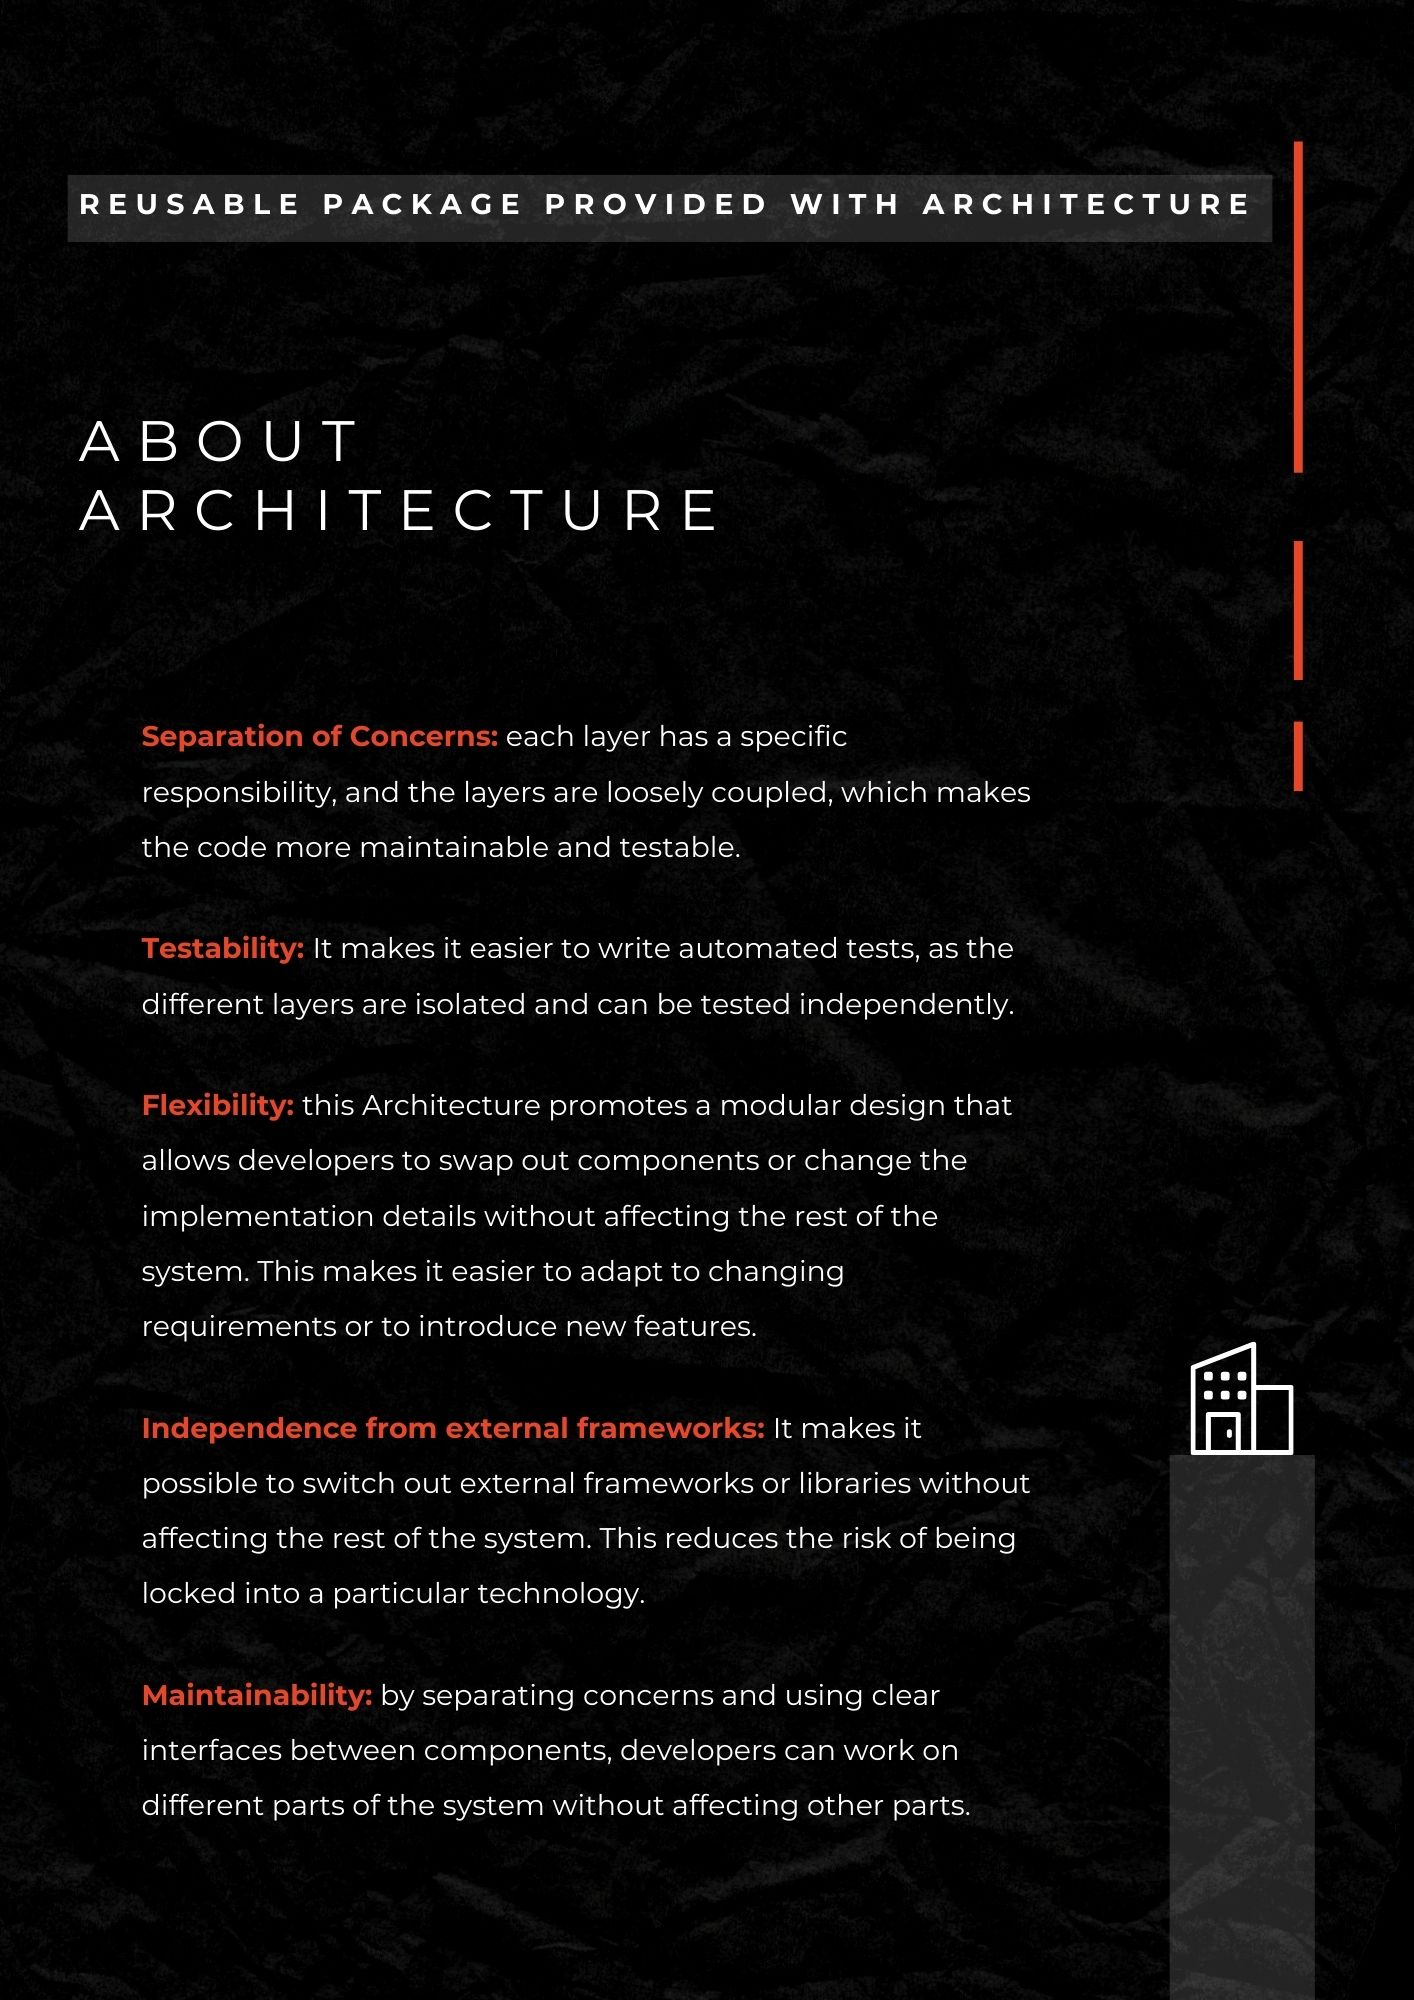 REUSABLE PACKAGE PROVIDED WITH ARCHITECTURE
ABOUT
ARCHITECTURE
Separation of Concerns: each layer has a specific
responsibility, and the layers are loosely coupled, which makes
the code more maintainable and testable.
Testability: It makes it easier to write automated tests, as the
different layers are isolated and can be tested independently.
Flexibility: this Architecture promotes a modular design that
allows developers to swap out components or change the
implementation details without affecting the rest of the
system. This makes it easier to adapt to changing
requirements or to introduce new features.
Independence from external frameworks: It makes it
possible to switch out external frameworks or libraries without
affecting the rest of the system. This reduces the risk of being
locked into a particular technology.
Maintainability: by separating concerns and using clear
interfaces between components, developers can work on
different parts of the system without affecting other parts.